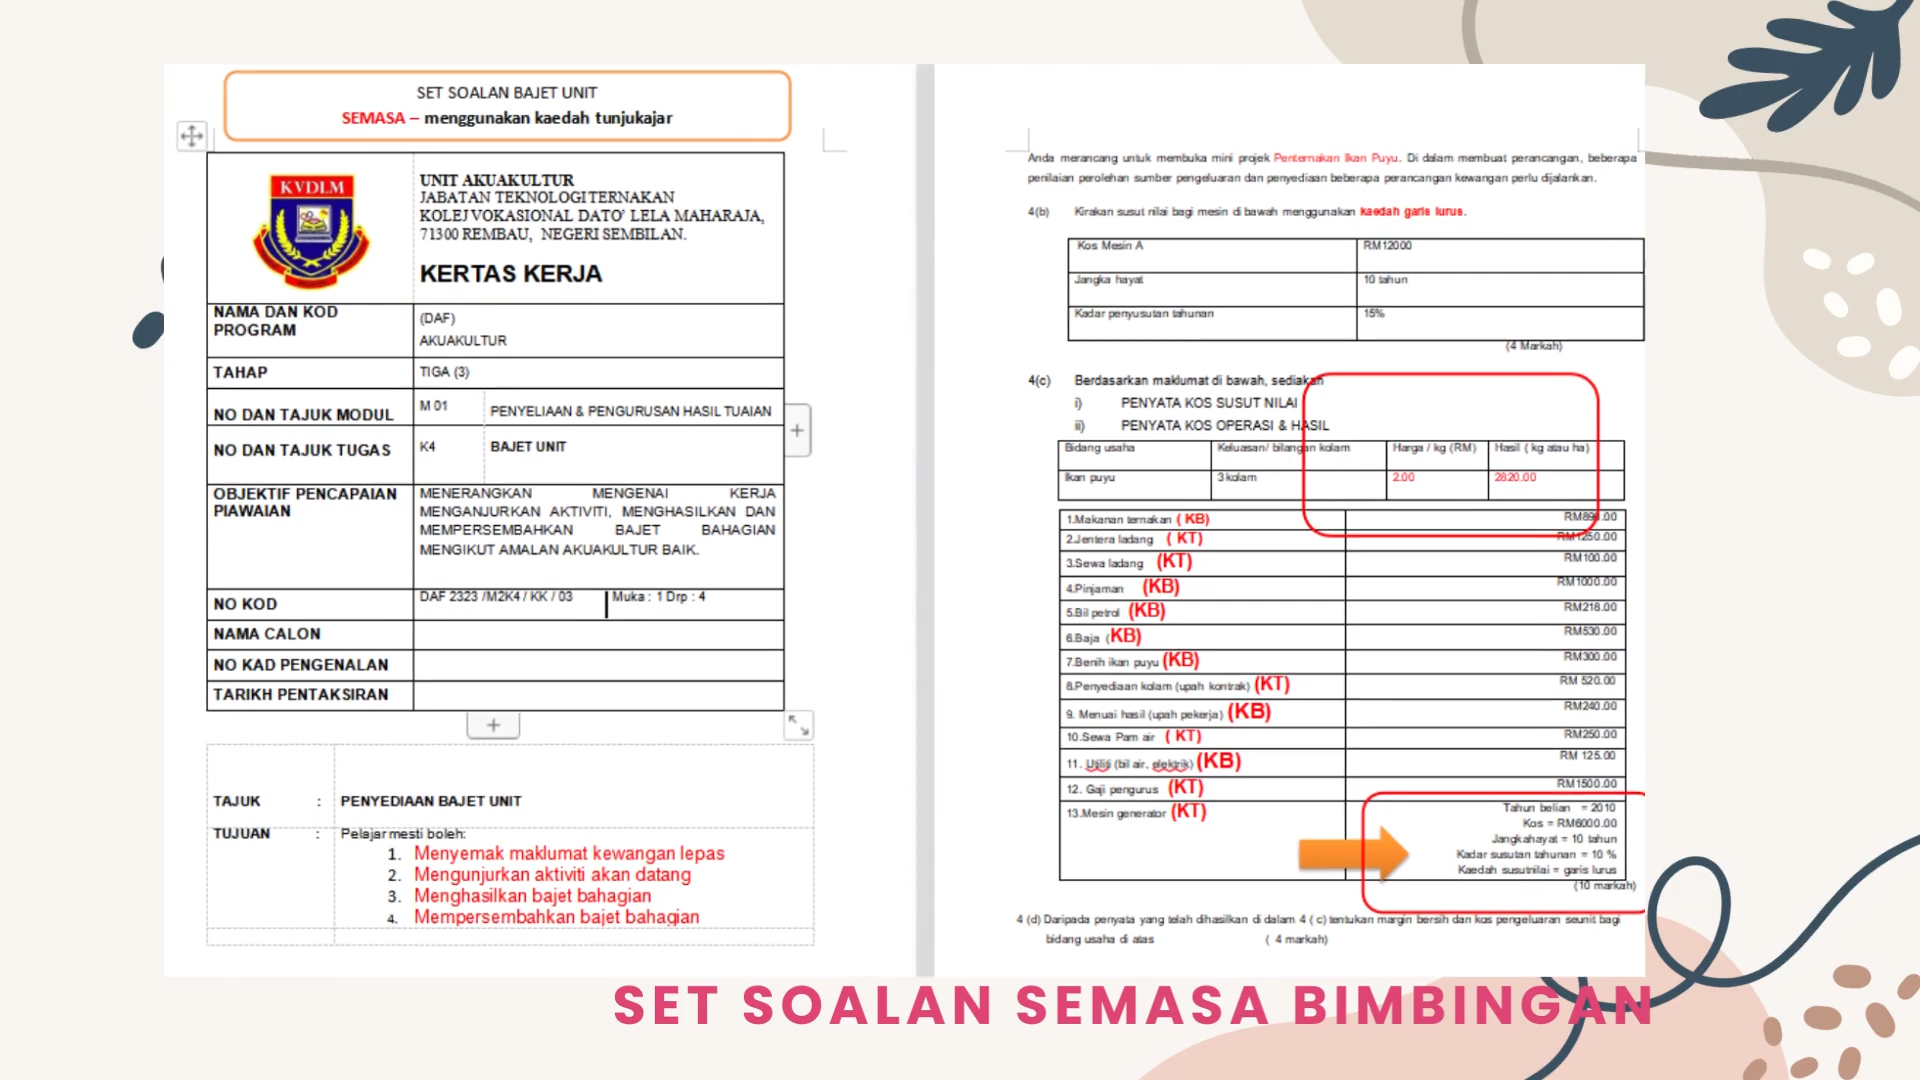 SET SOALAN BAJET UNIT
SEMASA – menggunakan kaedah tunjukajar
KVDLM
UNIT AKUAKULTUR
JABATAN TEKNOLOGI TERNAKAN
KOLEJ VOKASIONAL DATO' LELA MAHARAJA,
71300 REMBAU, NEGERI SEMBILAN.
KERTAS KERJA
NAMA DAN KOD PROGRAM
(DAF)
AKUAKULTUR
TAHAP
TIGA (3)
NO DAN TAJUK MODUL
M 01
PENYELIAAN & PENGURUSAN HASIL TUAIAN
NO DAN TAJUK TUGAS
K4
BAJET UNIT
OBJEKTIF PENCAPAIAN PIAWAIAN
MENERANGKAN MENGENAI KERJA
MENGANJURKAN AKTIVITI, MENGHASILKAN DAN
MEMPERSEMBAHKAN BAJET BAHAGIAN
MENGIKUT AMALAN AKUAKULTUR BAIK.
NO KOD
DAF 2323 /M2K4 / KK / 03
Muka : 1 Drp : 4
NAMA CALON
NO KAD PENGENALAN
TARIKH PENTAKSIRAN
TAJUK : PENYEDIAAN BAJET UNIT
TUJUAN : Pelajar mesti boleh:
1. Menyemak maklumat kewangan lepas
2. Mengunjurkan aktiviti akan datang
3. Menghasilkan bajet bahagian
4. Mempersembahkan bajet bahagian
Anda merancang untuk membuka mini projek Penternakan Ikan Puyu. Di dalam membuat perancangan, beberapa
penilaian perolehan sumber pengeluaran dan penyediaan beberapa perancangan kewangan perlu dijalankan.
4(b) Kirakan susut nilai bagi mesin di bawah menggunakan kaedah garis lurus.
Kos Mesin A RM12000
Jangka hayat 10 tahun
Kadar penyusutan tahunan 15%
(4 Markah)
4(c) Berdasarkan maklumat di bawah, sediakan
i) PENYATA KOS SUSUT NILAI
ii) PENYATA KOS OPERASI & HASIL
Bidang usaha Keluasan/ bilangan kolam Harga / kg (RM) Hasil ( kg atau ha)
Ikan puyu 3 kolam 2.00 2820.00
1.Makanan ternakan ( KB)
2.Jentera ladang ( KT) RM1250.00
3.Sewa ladang (KT) RM100.00
4.Pinjaman (KB) RM1000.00
5.Bil petrol (KB) RM218.00
6.Baja (KB) RM530.00
7.Benih ikan puyu (KB) RM300.00
8.Penyediaan kolam (upah kontrak) (KT) RM 520.00
9. Menuai hasil (upah pekerja) (KB) RM240.00
10.Sewa Pam air ( KT) RM250.00
11. Utiliti (bil air, elektrik) (KB) RM 125.00
12. Gaji pengurus (KT) RM1500.00
13.Mesin generator (KT) Tahun belian = 2010
Kos = RM6000.00
Jangkahayat = 10 tahun
Kadar susutan tahunan = 10 %
Kaedah susutnilai = garis lurus
(10 markah)
4 (d) Daripada penyata yang telah dihasilkan di dalam 4 ( c) tentukan margin bersih dan kos pengeluaran seunit bagi
bidang usaha di atas ( 4 markah)
SET SOALAN SEMASA BIMBINGAN